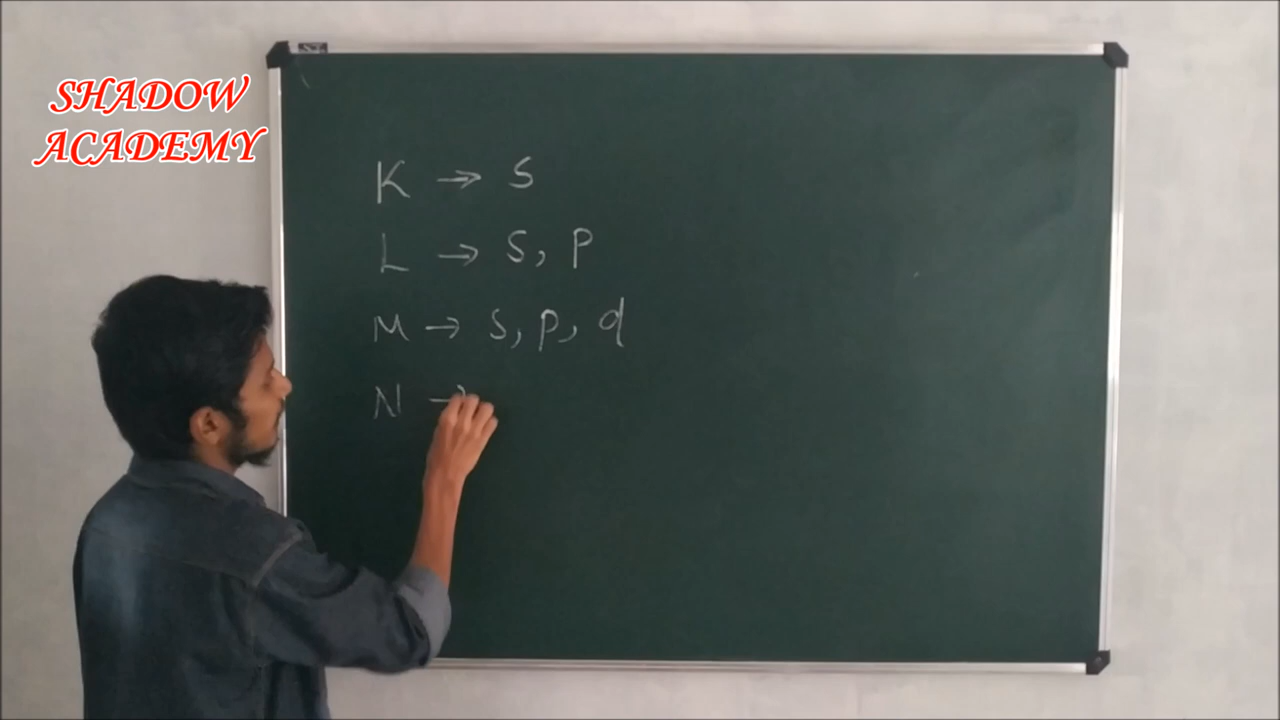 SHADOW
ACADEMY
K → S
L → S, P
M → S, P, d
N →